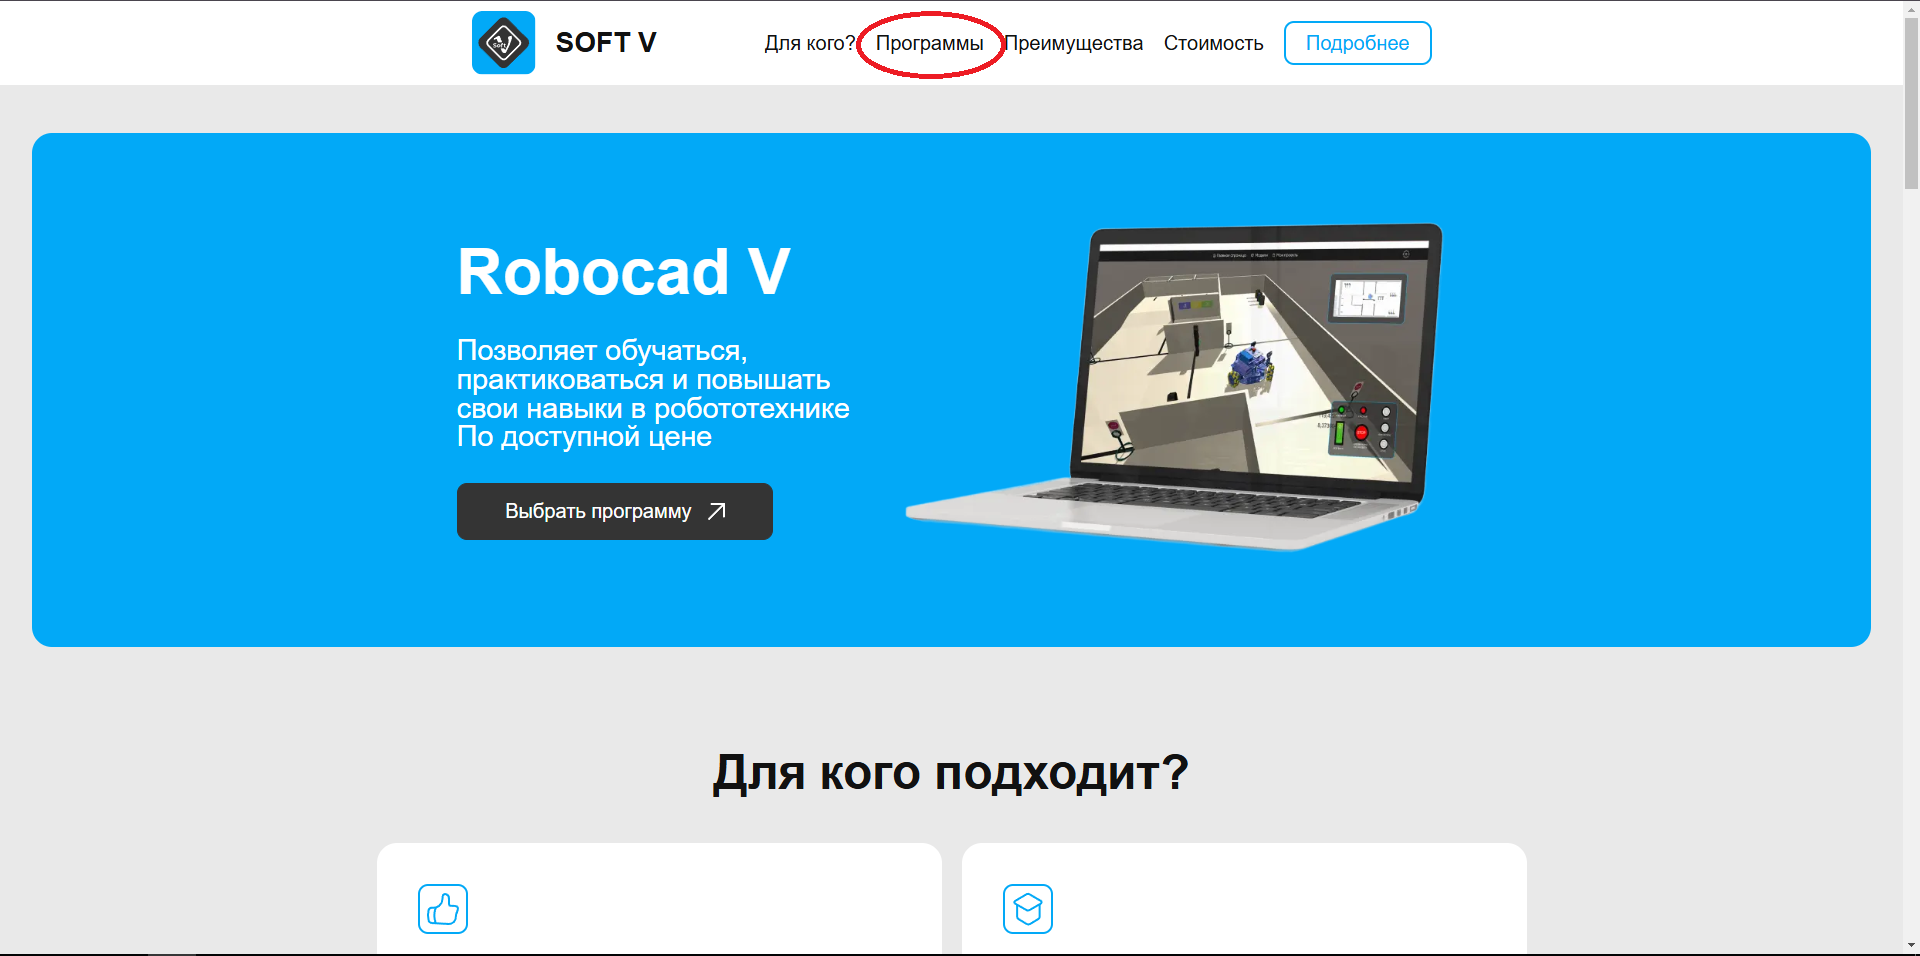 Soft V
SOFT V
Для кого?
Программы
Преимущества
Стоимость
Подробнее
Robocad V
Позволяет обучаться,
практиковаться и повышать
свои навыки в робототехнике
По доступной цене
Выбрать программу
Для кого подходит?